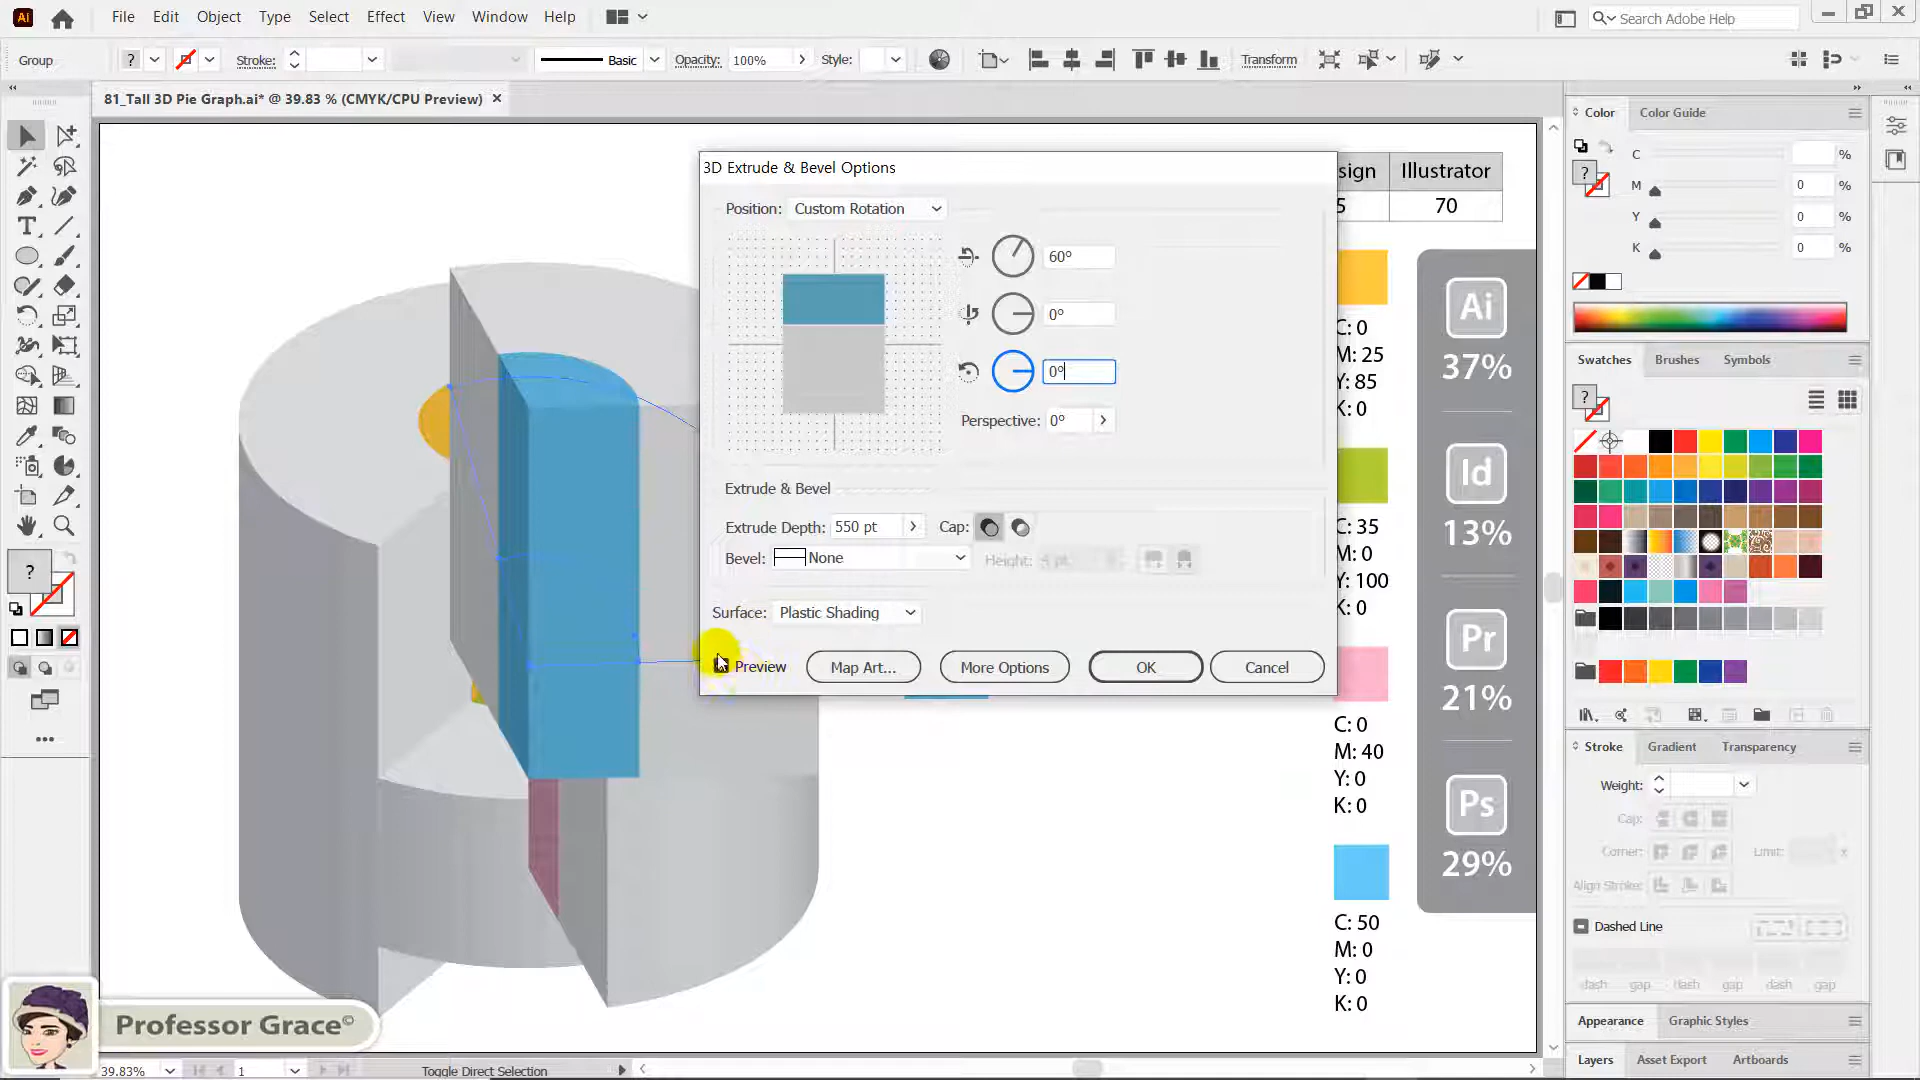 Ai File Edit Object Type Select Effect View Window Help Search Adobe Help
Group ? Stroke: Basic Opacity: 100% Style: Transform
81_Tall 3D Pie Graph.ai* @ 39.83 % (CMYK/CPU Preview)
3D Extrude & Bevel Options
Position: Custom Rotation
60°
0°
0°
Perspective: 0°
Extrude & Bevel
Extrude Depth: 550 pt Cap:
Bevel: None Height: 4 pt
Surface: Plastic Shading
Preview Map Art... More Options OK Cancel
sign Illustrator
5 70
C: 0
M: 25
Y: 85
K: 0
C: 35
M: 0
Y: 100
K: 0
C: 0
M: 40
Y: 0
K: 0
C: 50
M: 0
Y: 0
K: 0
Ai
37%
Id
13%
Pr
21%
Ps
29%
Color Color Guide
? C %
M 0 %
Y 0 %
K 0 %
Swatches Brushes Symbols
?
Stroke Gradient Transparency
Weight:
Cap:
Corner: Limit: x
Align Stroke:
Dashed Line
dash gap dash gap dash gap
Appearance Graphic Styles
Layers Asset Export Artboards
?
Professor Grace©
39.83% 1 Toggle Direct Selection